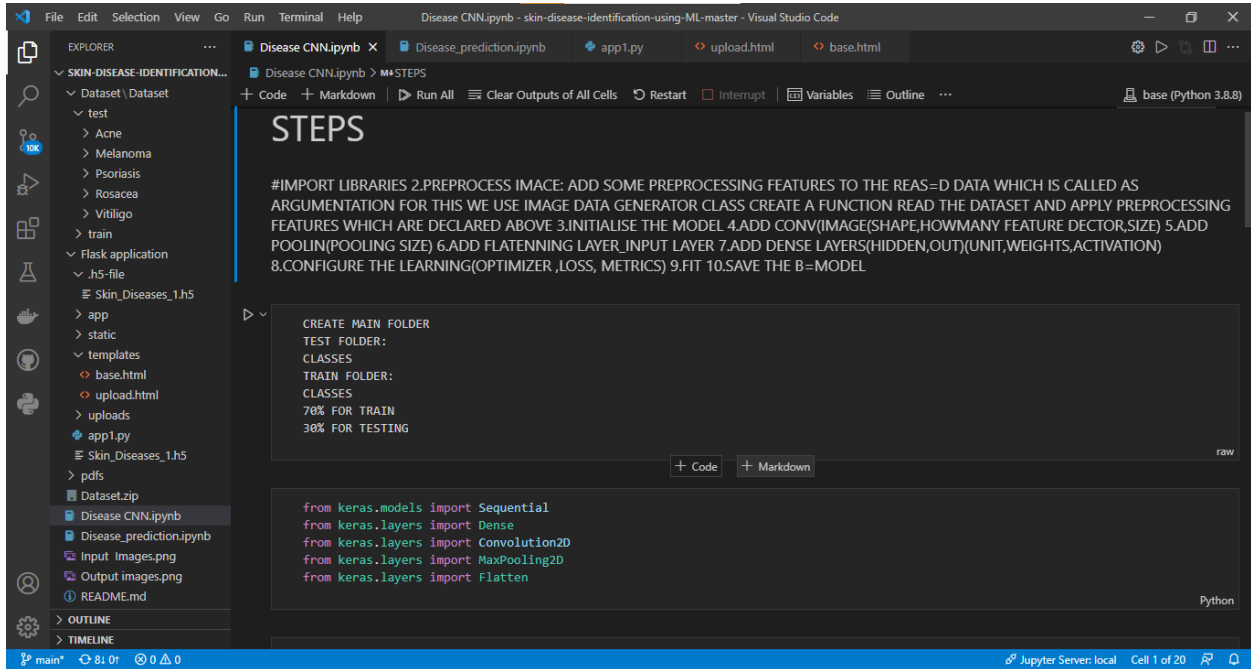 File Edit Selection View Go Run Terminal Help
Disease CNN.ipynb - skin-disease-identification-using-ML-master - Visual Studio Code
EXPLORER
Disease CNN.ipynb
Disease_prediction.ipynb
app1.py
upload.html
base.html
SKIN-DISEASE-IDENTIFICATION...
Dataset\Dataset
test
Acne
Melanoma
Psoriasis
Rosacea
Vitiligo
train
Flask application
.h5-file
Skin_Diseases_1.h5
app
static
templates
base.html
upload.html
uploads
app1.py
Skin_Diseases_1.h5
pdfs
Dataset.zip
Disease CNN.ipynb
Disease_prediction.ipynb
Input Images.png
Output images.png
README.md
OUTLINE
TIMELINE
10K
Disease CNN.ipynb > M↓STEPS
+ Code + Markdown Run All Clear Outputs of All Cells Restart Interrupt Variables Outline ...
base (Python 3.8.8)
STEPS
#IMPORT LIBRARIES 2.PREPROCESS IMACE: ADD SOME PREPROCESSING FEATURES TO THE REAS=D DATA WHICH IS CALLED AS
ARGUMENTATION FOR THIS WE USE IMAGE DATA GENERATOR CLASS CREATE A FUNCTION READ THE DATASET AND APPLY PREPROCESSING
FEATURES WHICH ARE DECLARED ABOVE 3.INITIALISE THE MODEL 4.ADD CONV(IMAGE(SHAPE,HOWMANY FEATURE DECTOR,SIZE) 5.ADD
POOLIN(POOLING SIZE) 6.ADD FLATENNING LAYER_INPUT LAYER 7.ADD DENSE LAYERS(HIDDEN,OUT)(UNIT,WEIGHTS,ACTIVATION)
8.CONFIGURE THE LEARNING(OPTIMIZER ,LOSS, METRICS) 9.FIT 10.SAVE THE B=MODEL
CREATE MAIN FOLDER
TEST FOLDER:
CLASSES
TRAIN FOLDER:
CLASSES
70% FOR TRAIN
30% FOR TESTING
raw
+ Code + Markdown
from keras.models import Sequential
from keras.layers import Dense
from keras.layers import Convolution2D
from keras.layers import MaxPooling2D
from keras.layers import Flatten
Python
main* 8↓ 0↑ 0 0
Jupyter Server: local Cell 1 of 20